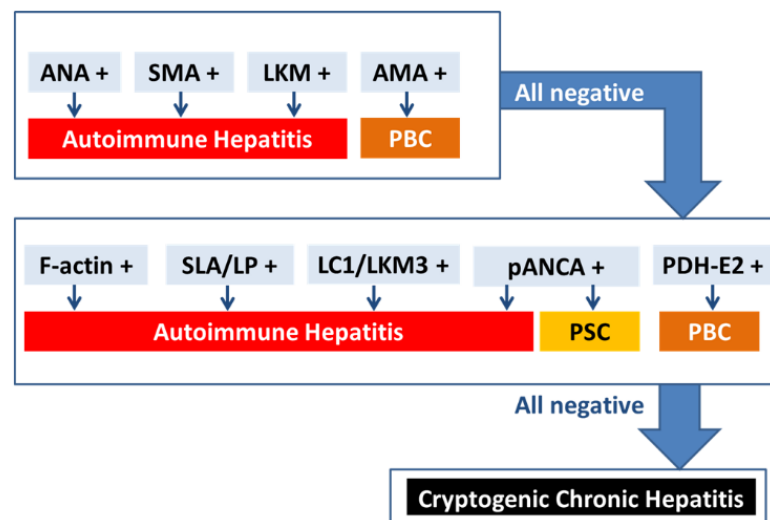 ANA + SMA + LKM + AMA +
All negative
Autoimmune Hepatitis PBC
F-actin + SLA/LP + LC1/LKM3 + pANCA + PDH-E2 +
Autoimmune Hepatitis PSC PBC
All negative
Cryptogenic Chronic Hepatitis